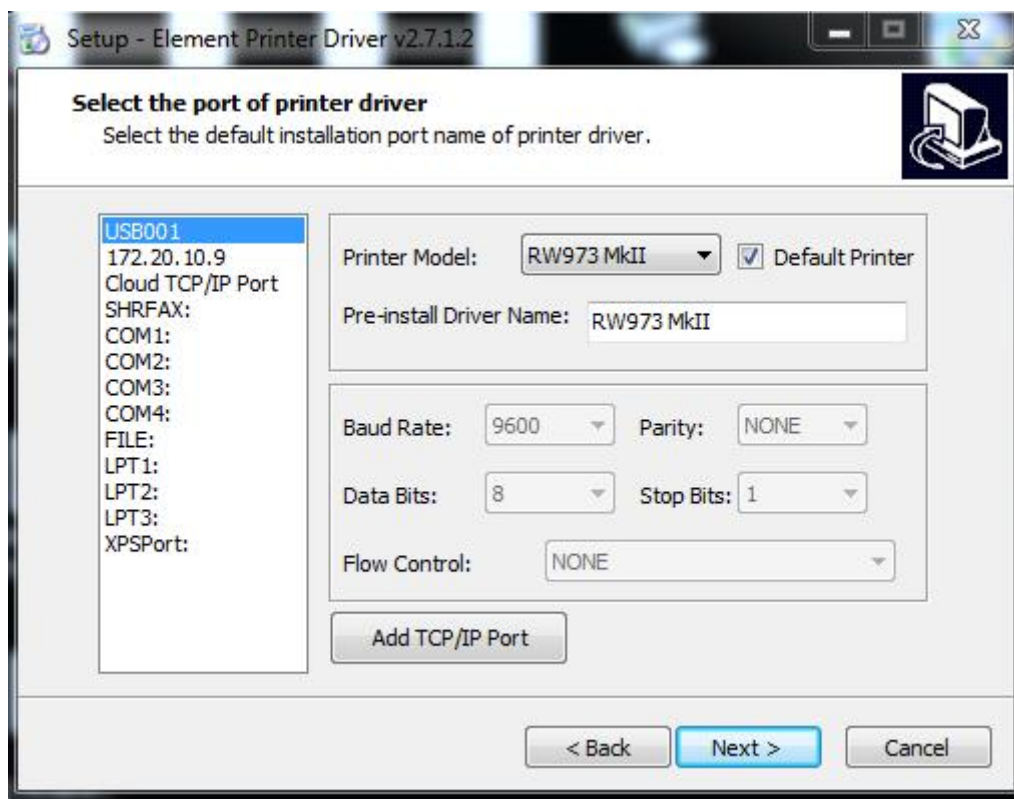 Setup - Element Printer Driver v2.7.1.2
Select the port of printer driver
Select the default installation port name of printer driver.
USB001
172.20.10.9
Cloud TCP/IP Port
SHRFAX:
COM1:
COM2:
COM3:
COM4:
FILE:
LPT1:
LPT2:
LPT3:
XPSPort:
Printer Model: RW973 MkII Default Printer
Pre-install Driver Name: RW973 MkII
Baud Rate: 9600 Parity: NONE
Data Bits: 8 Stop Bits: 1
Flow Control: NONE
Add TCP/IP Port
< Back Next > Cancel